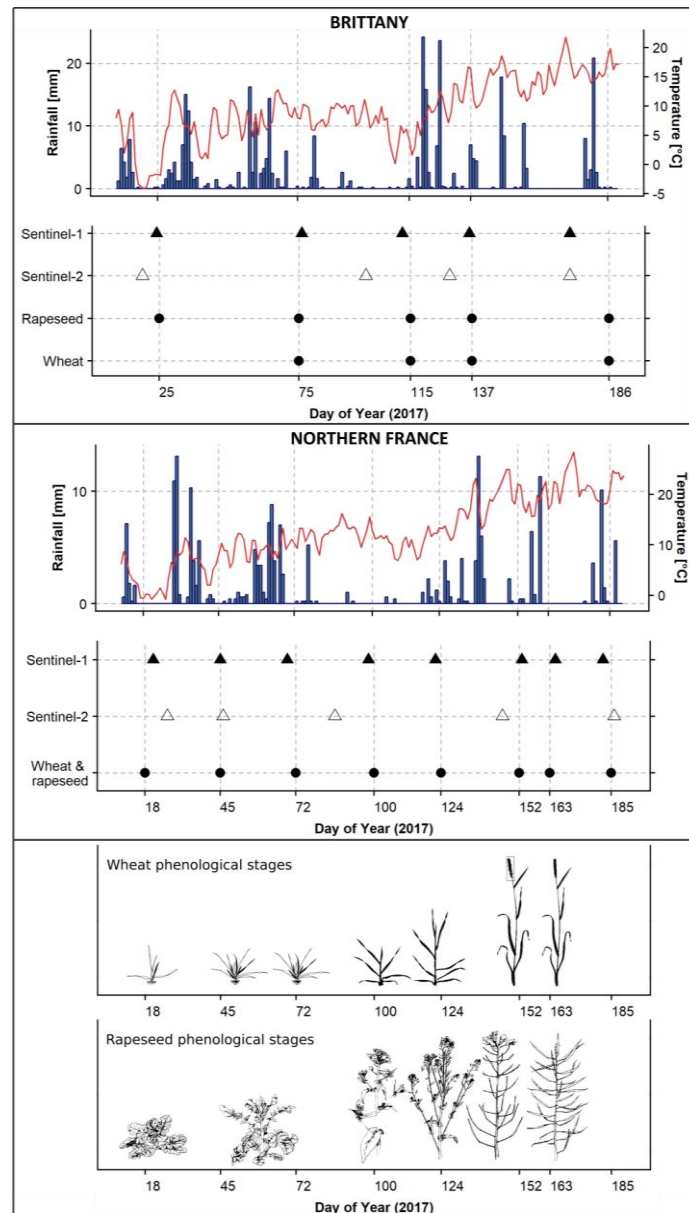 BRITTANY
Rainfall [mm]
20
10
0
20
15
10
5
0
-5
Temperature [°C]
Sentinel-1
Sentinel-2
Rapeseed
Wheat
25 75 115 137 186
Day of Year (2017)
NORTHERN FRANCE
Rainfall [mm]
10
0
20
10
0
Temperature [°C]
Sentinel-1
Sentinel-2
Wheat &
rapeseed
18 45 72 100 124 152 163 185
Day of Year (2017)
Wheat phenological stages
18 45 72 100 124 152 163 185
Rapeseed phenological stages
18 45 72 100 124 152 163 185
Day of Year (2017)